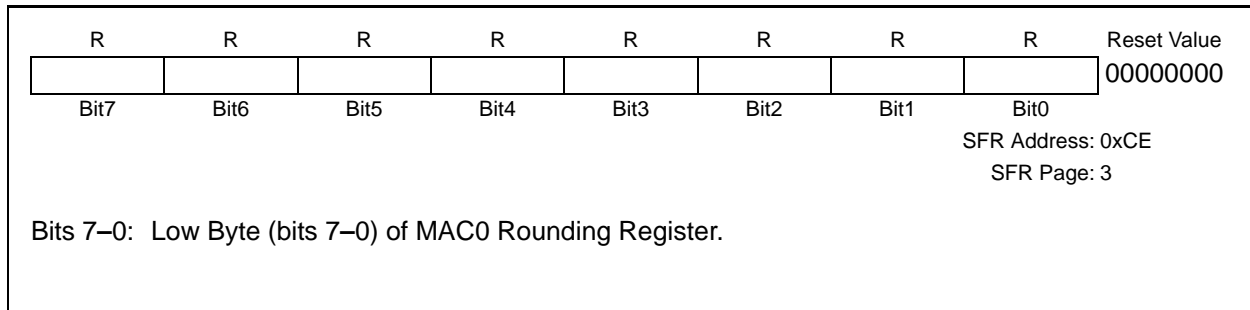 R R R R R R R R Reset Value
00000000
Bit7 Bit6 Bit5 Bit4 Bit3 Bit2 Bit1 Bit0
SFR Address: 0xCE
SFR Page: 3
Bits 7–0: Low Byte (bits 7–0) of MAC0 Rounding Register.